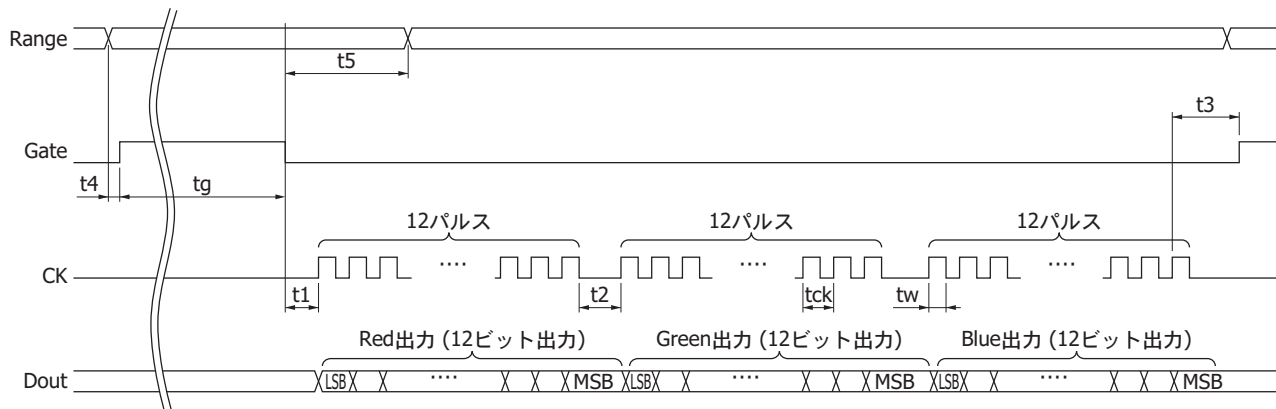 Range
t5
t3
Gate
t4
tg
12パルス 12パルス 12パルス
CK
t1
t2
tck
tw
Red出力 (12ビット出力) Green出力 (12ビット出力) Blue出力 (12ビット出力)
Dout
LSB MSB LSB MSB LSB MSB